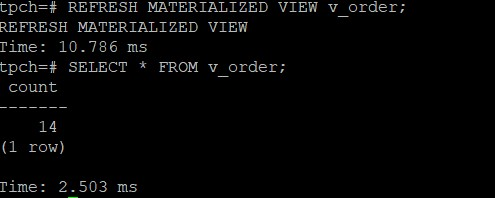 tpch=# REFRESH MATERIALIZED VIEW v_order;
REFRESH MATERIALIZED VIEW
Time: 10.786 ms
tpch=# SELECT * FROM v_order;
 count
-------
    14
(1 row)

Time: 2.503 ms